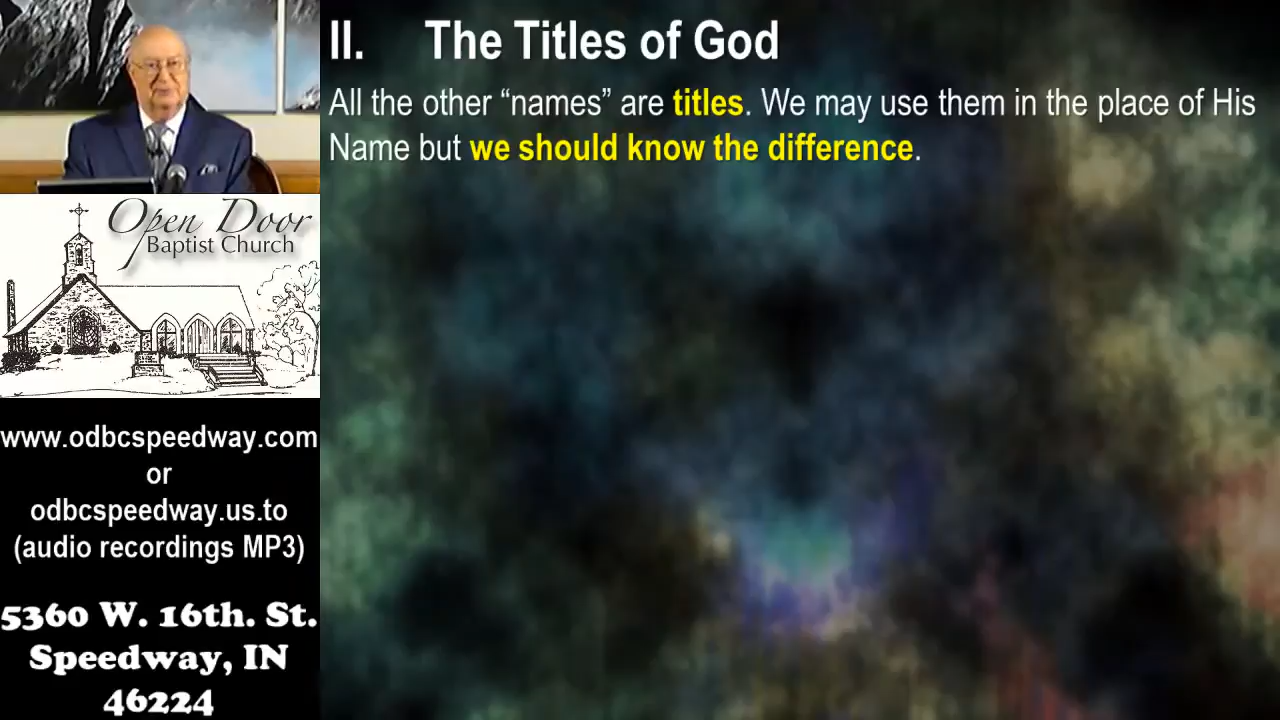 II. The Titles of God
All the other “names” are titles. We may use them in the place of His
Name but we should know the difference.
Open Door
Baptist Church
www.odbcspeedway.com
or
odbcspeedway.us.to
(audio recordings MP3)
5360 W. 16th. St.
Speedway, IN
46224